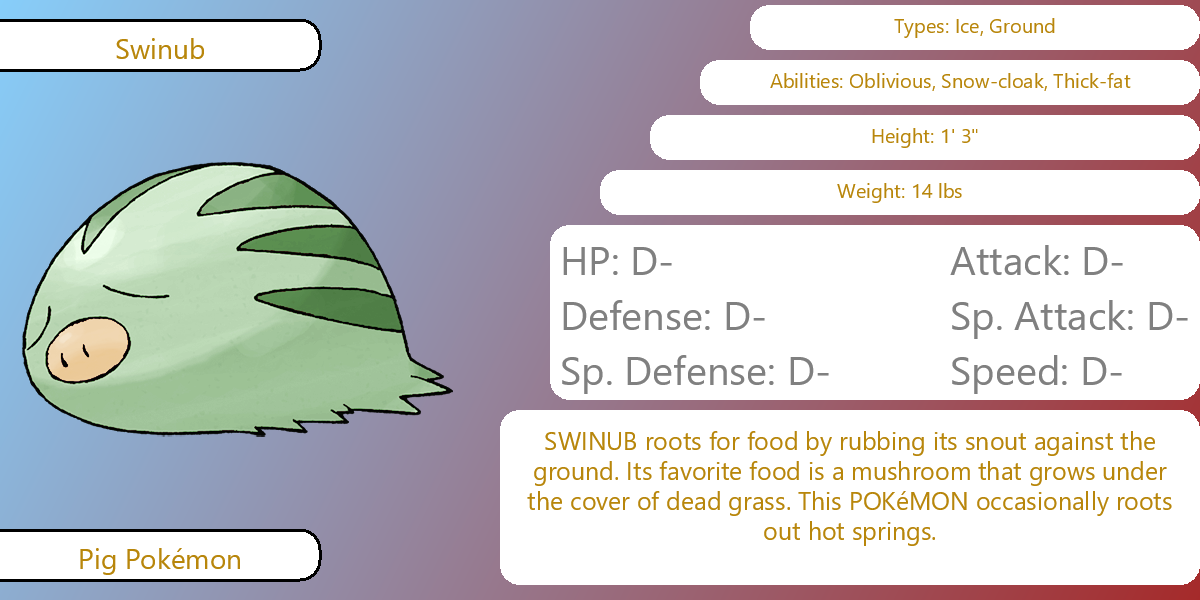 Swinub
Types: Ice, Ground
Abilities: Oblivious, Snow-cloak, Thick-fat
Height: 1' 3"
Weight: 14 lbs
HP: D-
Attack: D-
Defense: D-
Sp. Attack: D-
Sp. Defense: D-
Speed: D-
SWINUB roots for food by rubbing its snout against the
ground. Its favorite food is a mushroom that grows under
the cover of dead grass. This POKéMON occasionally roots
out hot springs.
Pig Pokémon